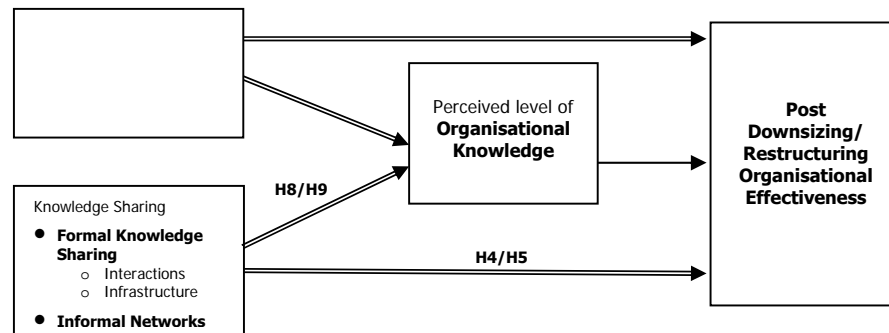 Perceived level of
Organisational
Knowledge
Post
Downsizing/
Restructuring
Organisational
Effectiveness
H8/H9
Knowledge Sharing
● Formal Knowledge
Sharing
o Interactions
o Infrastructure
● Informal Networks
H4/H5